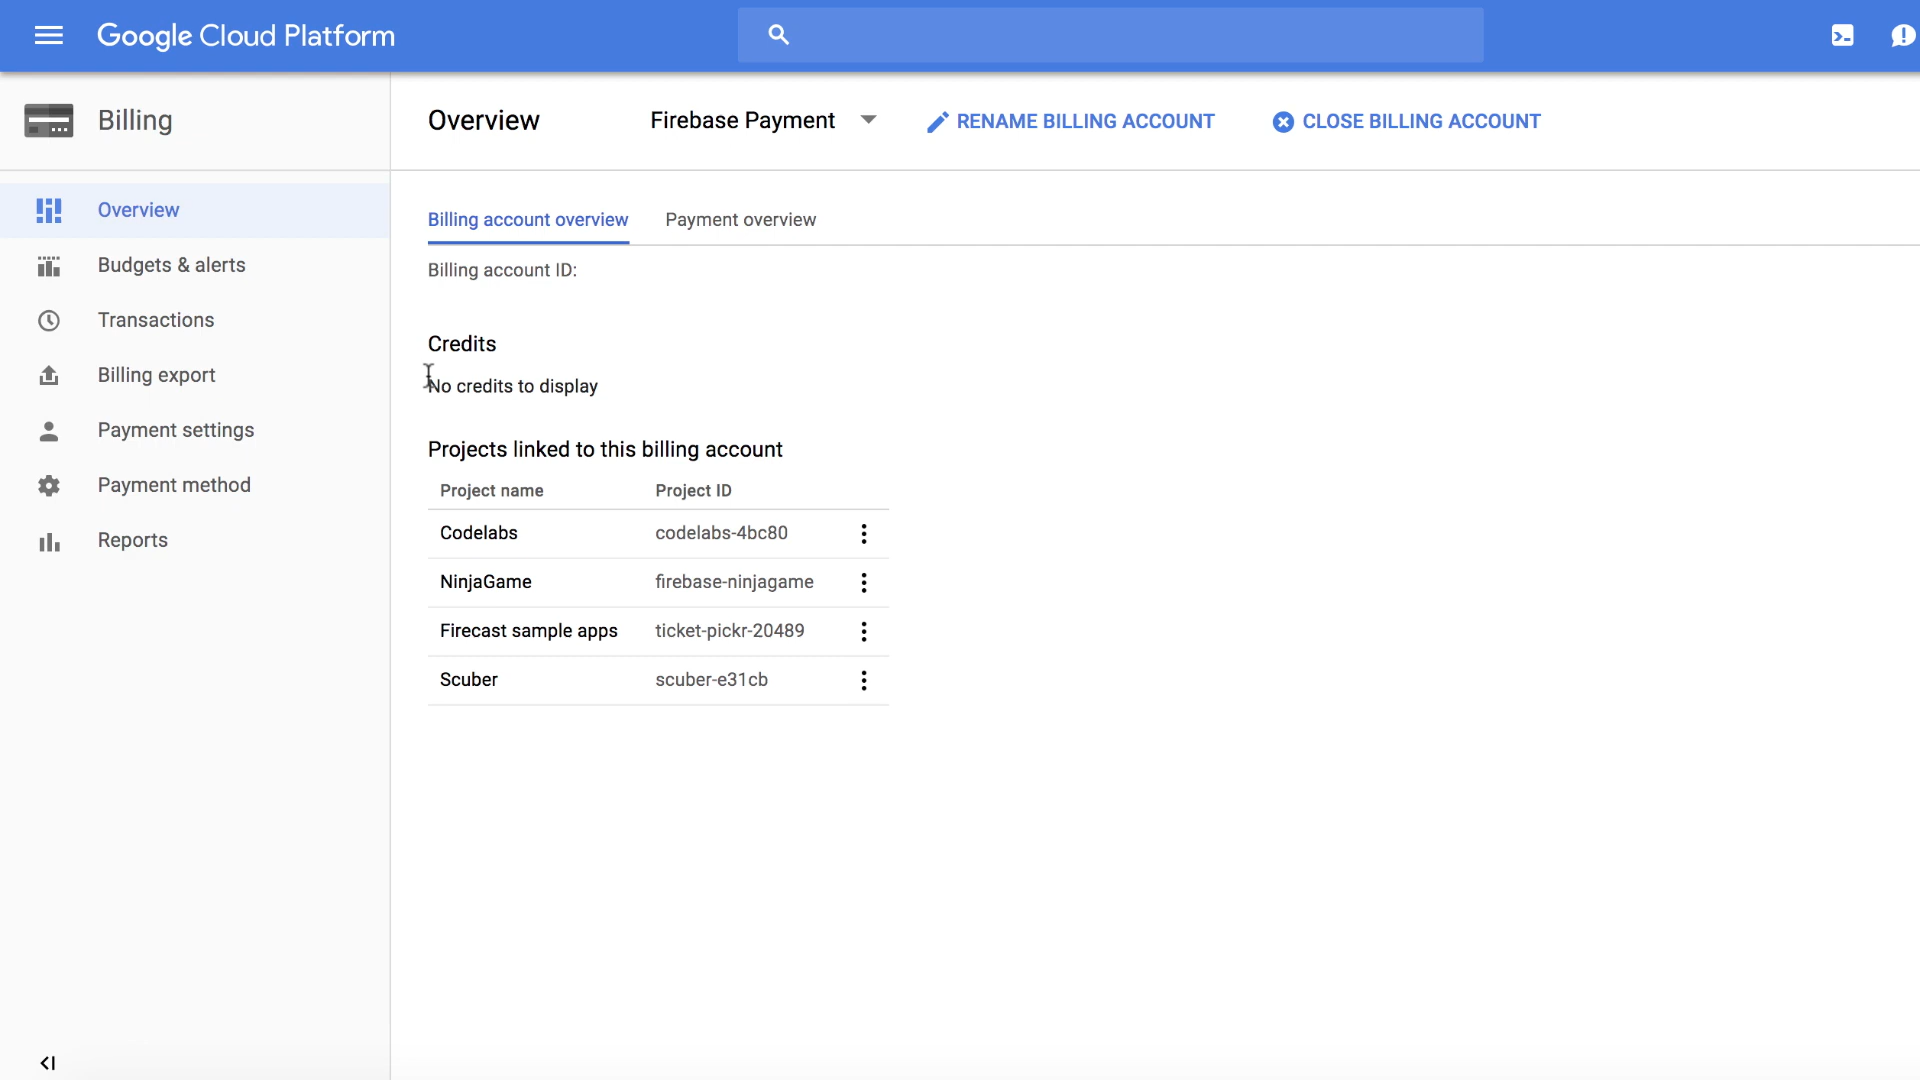 Google Cloud Platform
Billing
Overview
Firebase Payment
RENAME BILLING ACCOUNT
CLOSE BILLING ACCOUNT
Overview
Budgets & alerts
Transactions
Billing export
Payment settings
Payment method
Reports
Billing account overview
Payment overview
Billing account ID:
Credits
No credits to display
Projects linked to this billing account
Project name Project ID
Codelabs codelabs-4bc80
NinjaGame firebase-ninjagame
Firecast sample apps ticket-pickr-20489
Scuber scuber-e31cb